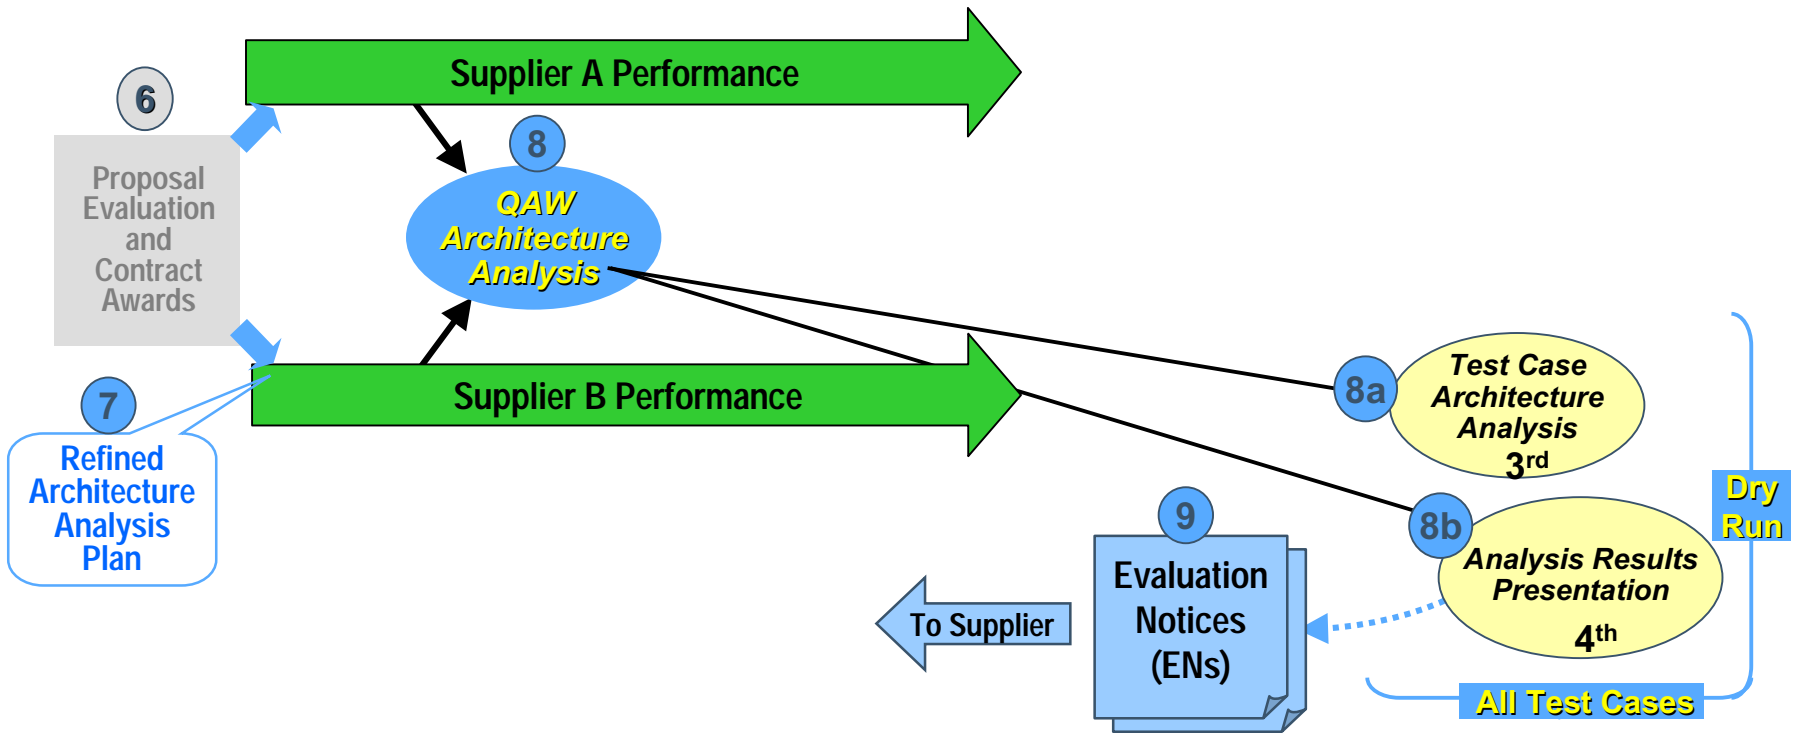 Supplier A Performance
6
Proposal
Evaluation
and
Contract
Awards
8
QAW
Architecture
Analysis
7
Refined
Architecture
Analysis
Plan
Supplier B Performance
8a
Test Case
Architecture
Analysis
3rd
8b
Analysis Results
Presentation
4th
Dry
Run
9
Evaluation
Notices
(ENs)
To Supplier
All Test Cases